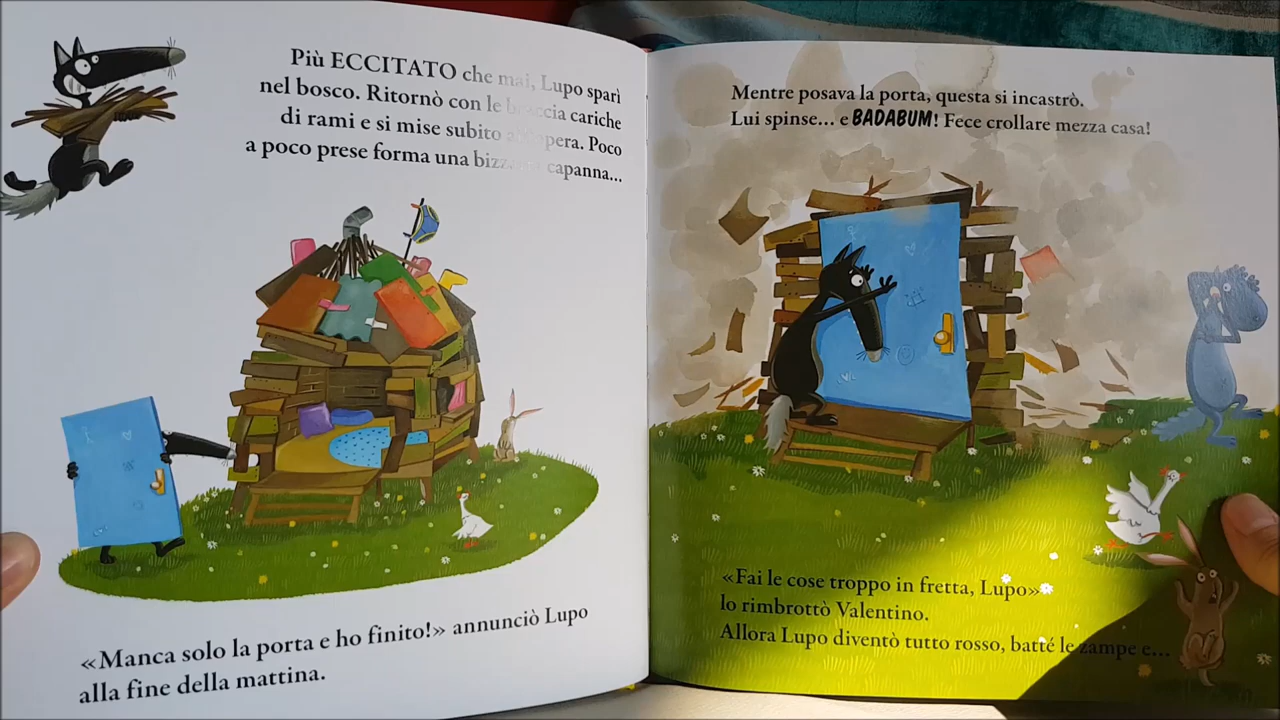 Più ECCITATO che mai, Lupo sparì
nel bosco. Ritornò con le braccia cariche
di rami e si mise subito all'opera. Poco
a poco prese forma una bizzarra capanna...
«Manca solo la porta e ho finito!» annunciò Lupo
alla fine della mattina.
Mentre posava la porta, questa si incastrò.
Lui spinse... e BADABUM! Fece crollare mezza casa!
«Fai le cose troppo in fretta, Lupo»
lo rimbrottò Valentino.
Allora Lupo diventò tutto rosso, batté le zampe e...